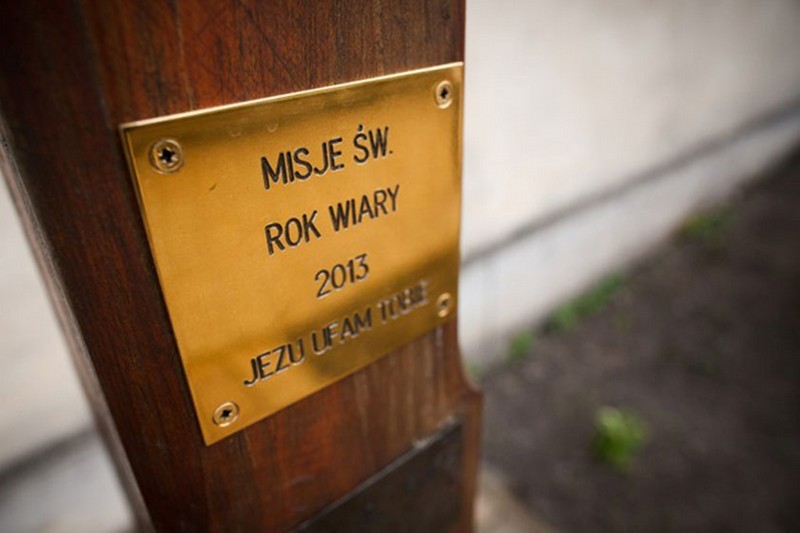 MISJE ŚW.
ROK WIARY
2013
JEZU UFAM TOBIE